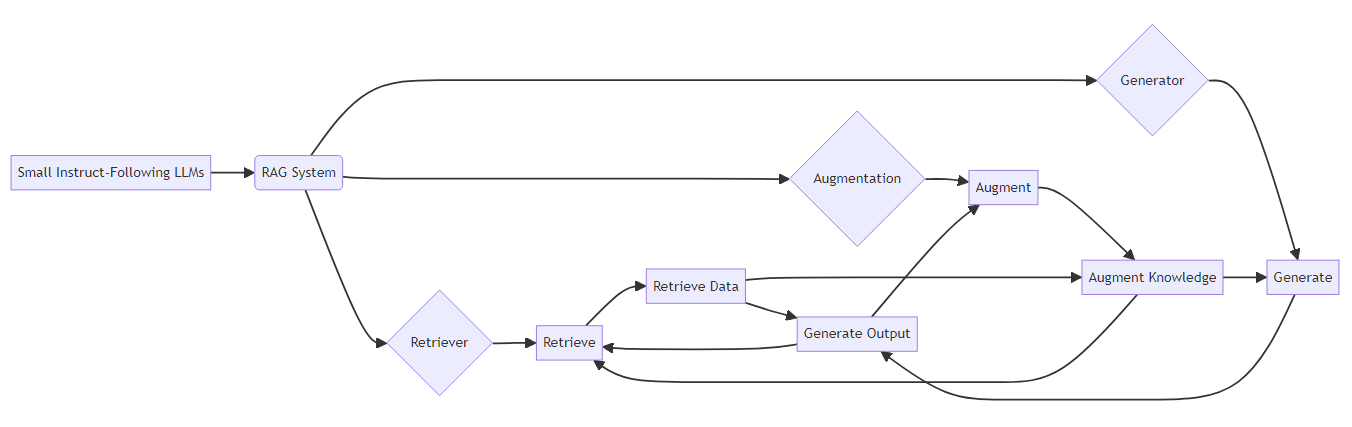 Generator
Small Instruct-Following LLMs
RAG System
Augmentation
Augment
Retrieve Data
Augment Knowledge
Generate
Retriever
Retrieve
Generate Output